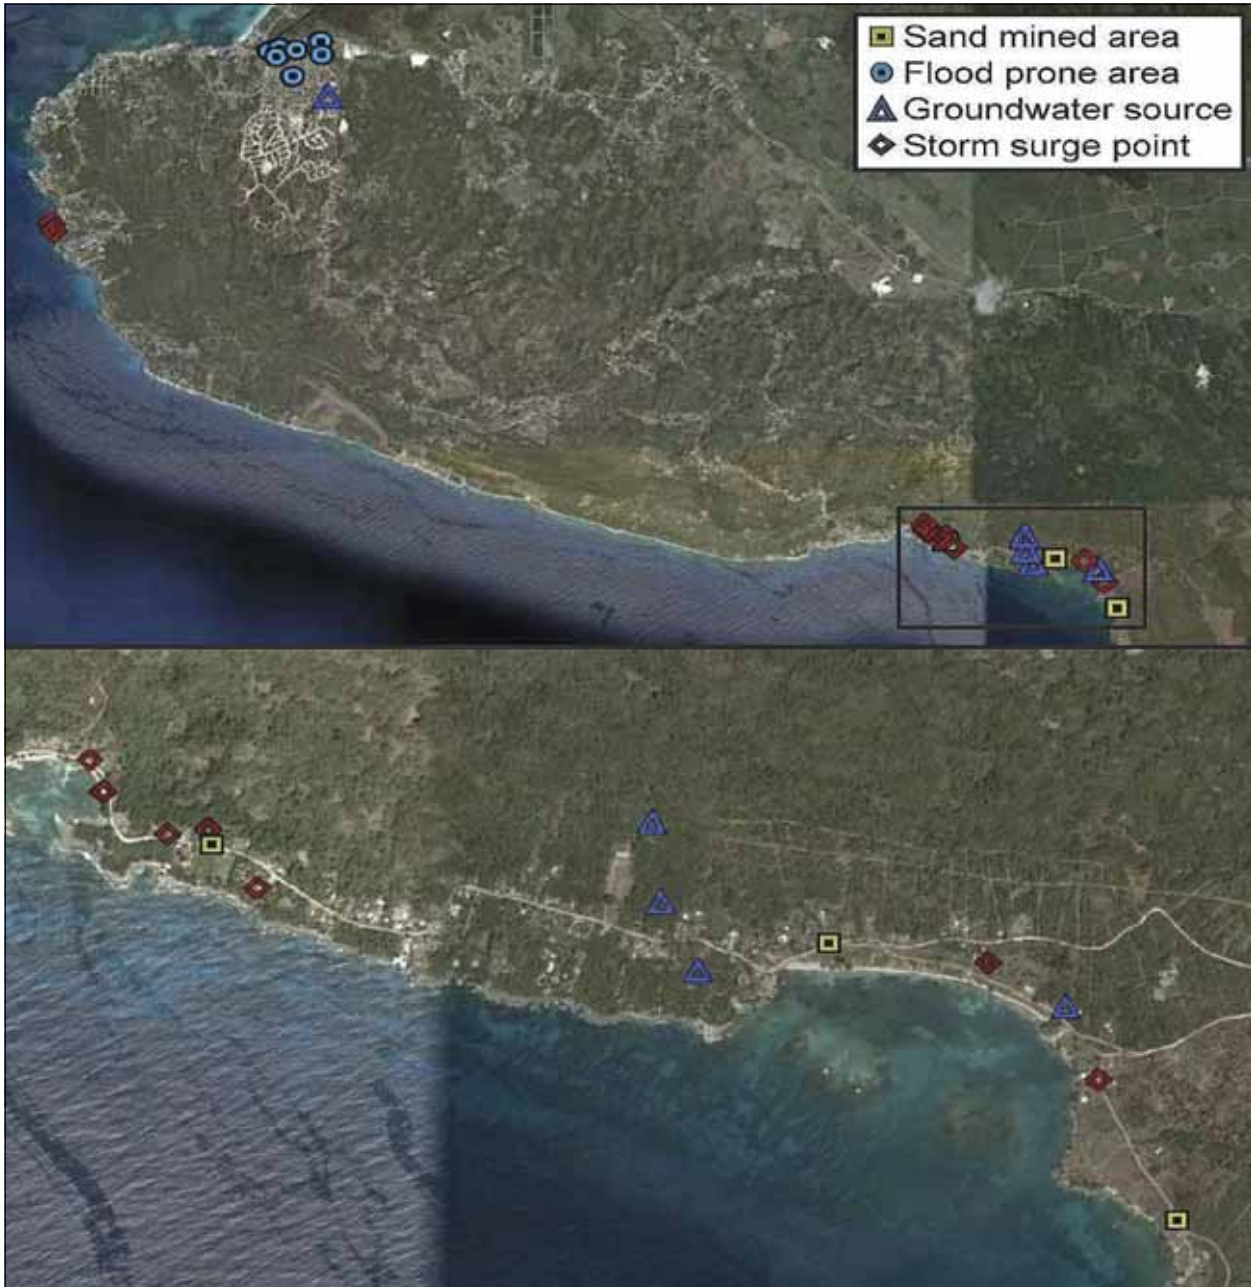 Sand mined area
Flood prone area
Groundwater source
Storm surge point